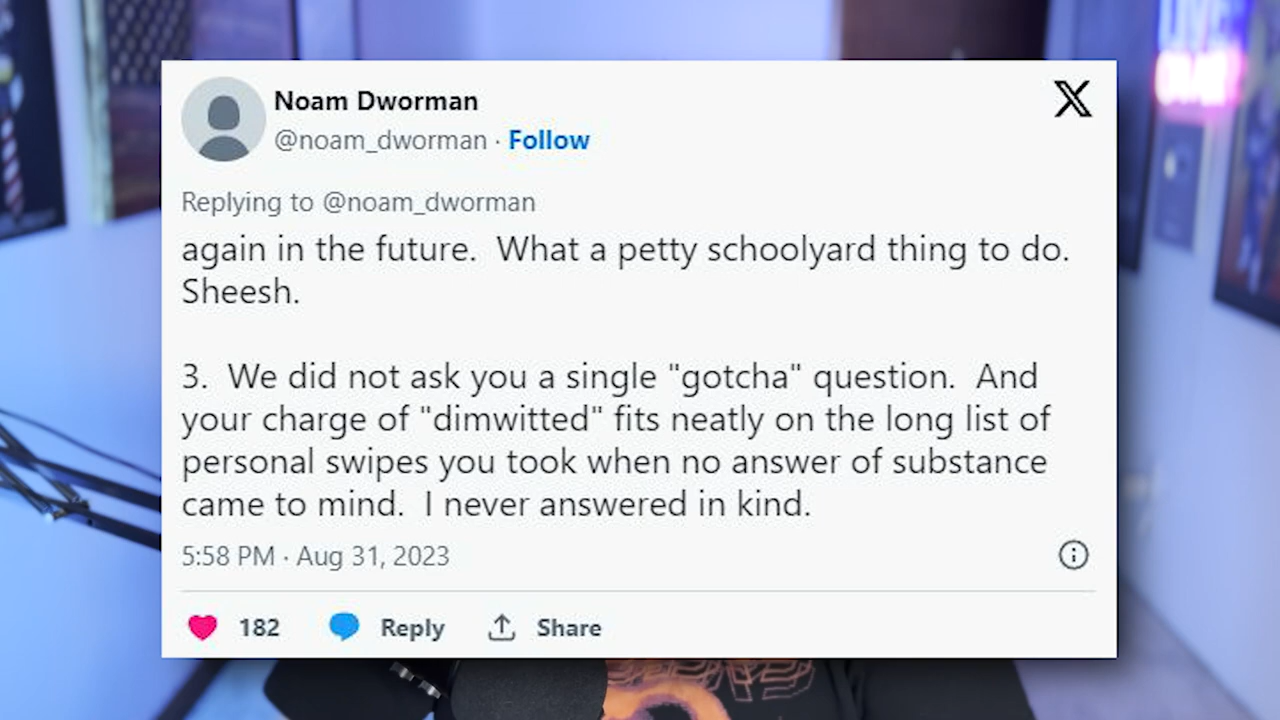 Noam Dworman
@noam_dworman · Follow
Replying to @noam_dworman
again in the future.  What a petty schoolyard thing to do.
Sheesh.
3.  We did not ask you a single "gotcha" question.  And
your charge of "dimwitted" fits neatly on the long list of
personal swipes you took when no answer of substance
came to mind.  I never answered in kind.
5:58 PM · Aug 31, 2023
182 Reply Share